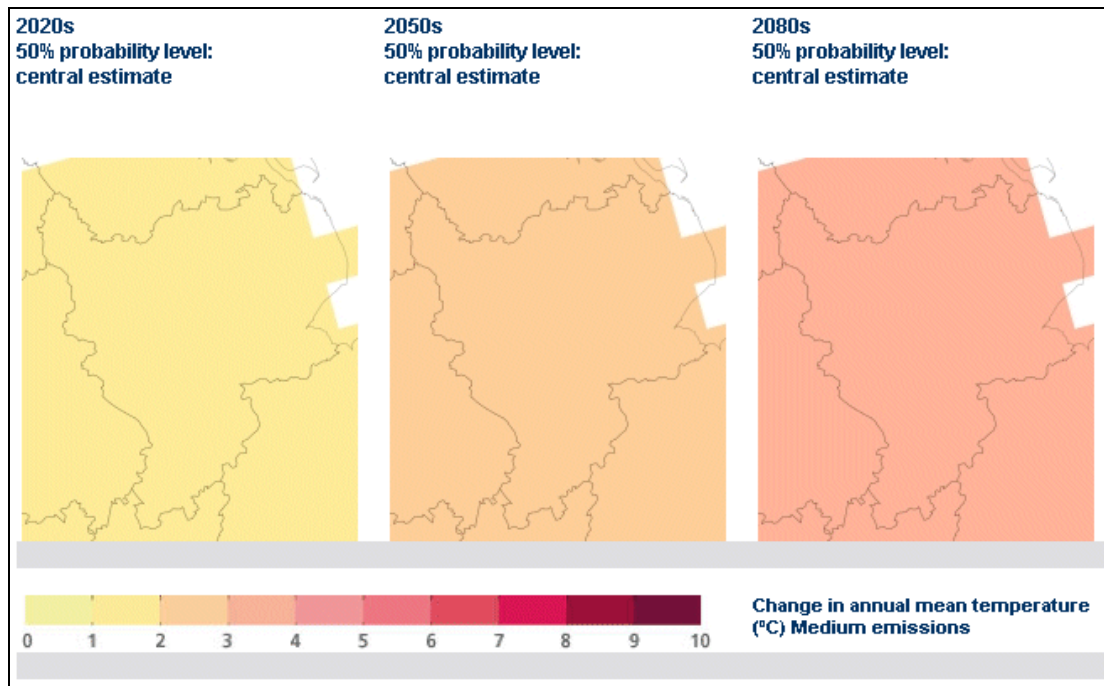 2020s
50% probability level:
central estimate
2050s
50% probability level:
central estimate
2080s
50% probability level:
central estimate
0 1 2 3 4 5 6 7 8 9 10
Change in annual mean temperature
(ºC) Medium emissions